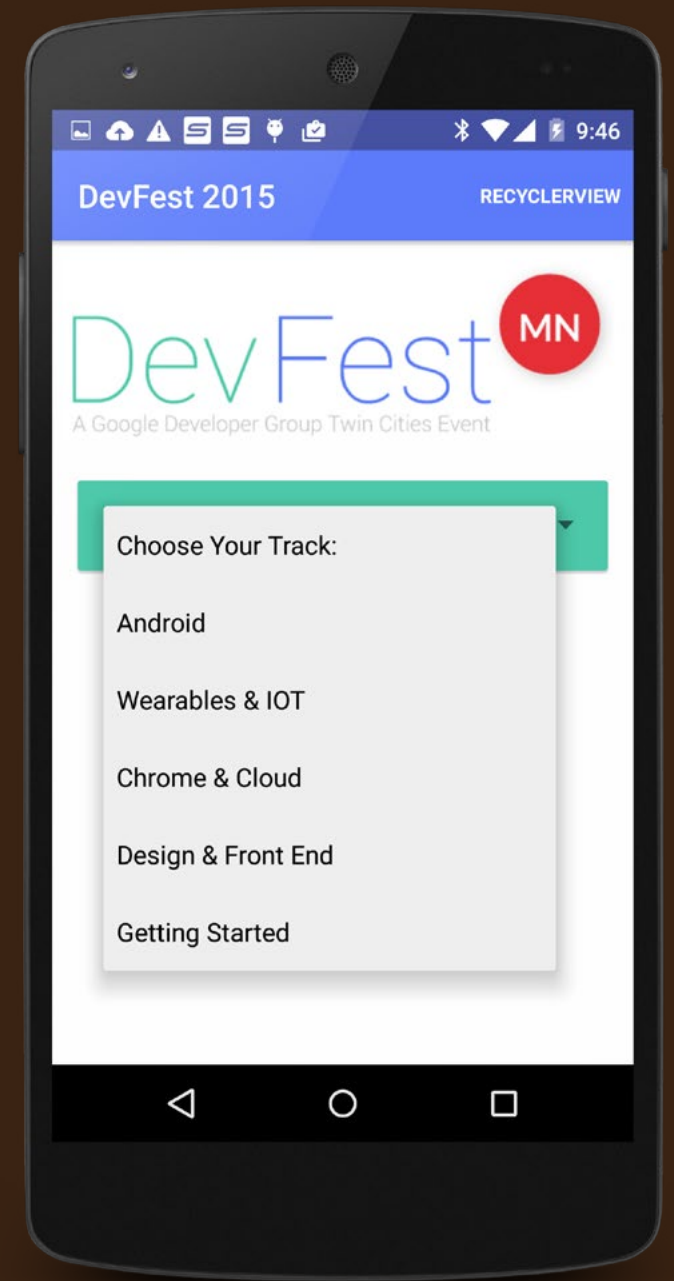 9:46
DevFest 2015
RECYCLERVIEW
DevFest
MN
A Google Developer Group Twin Cities Event
Choose Your Track:
Android
Wearables & IOT
Chrome & Cloud
Design & Front End
Getting Started